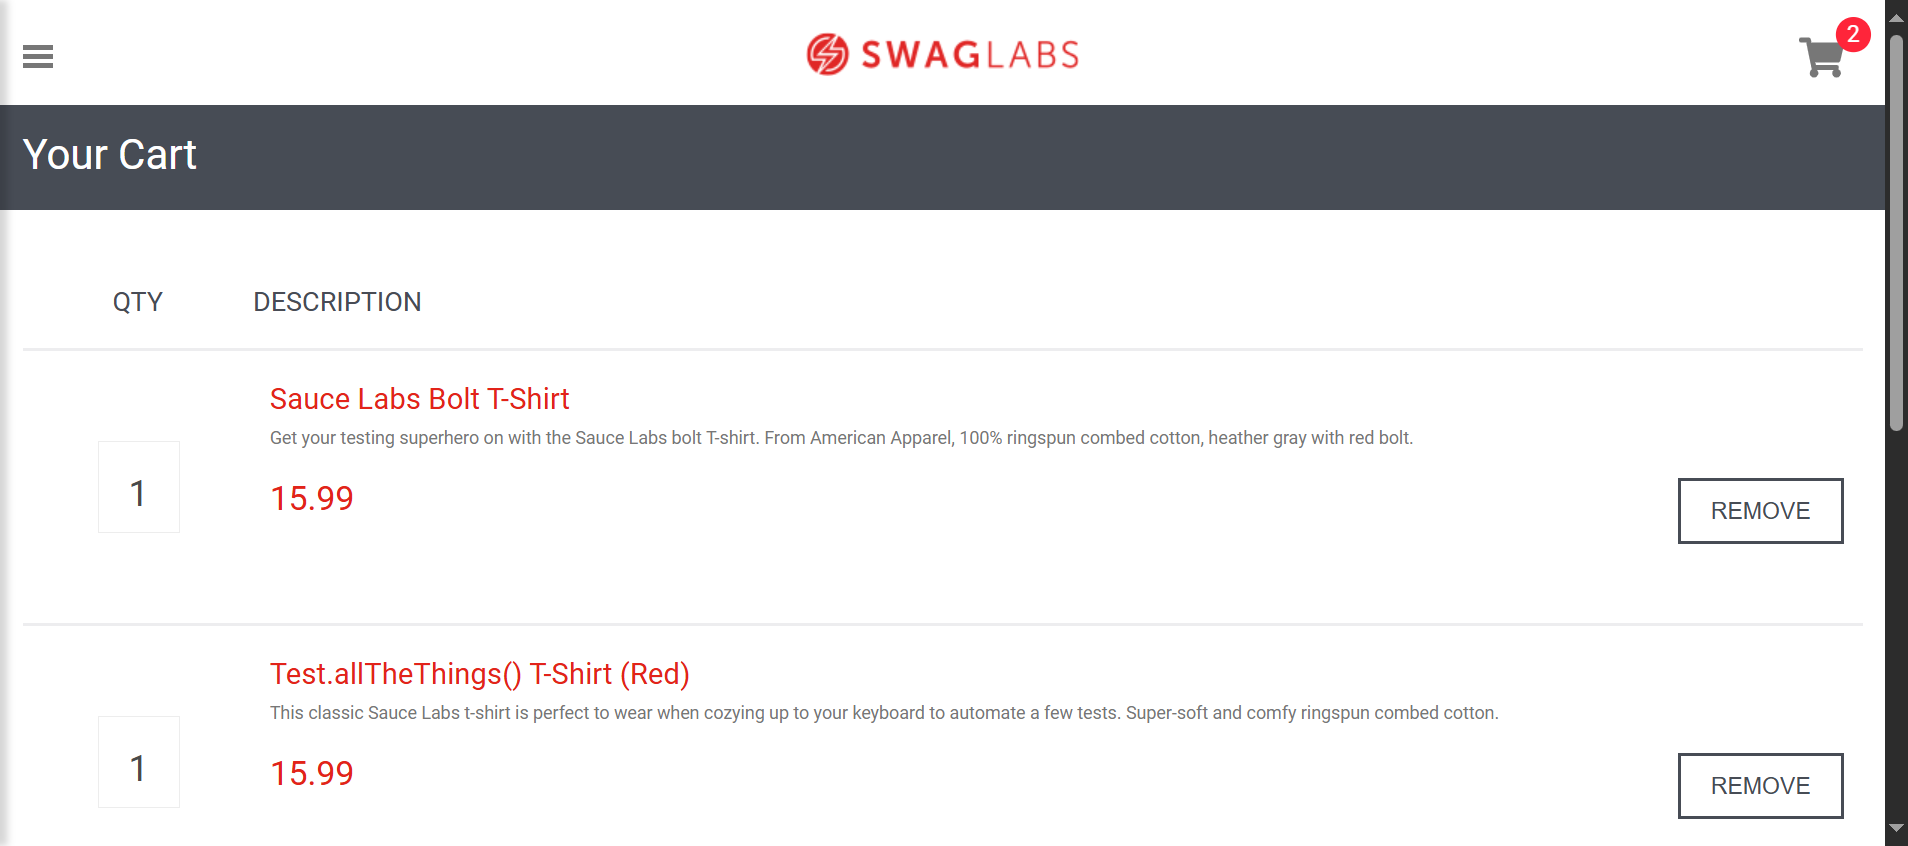 SWAGLABS
2
Your Cart
QTY DESCRIPTION
Sauce Labs Bolt T-Shirt
Get your testing superhero on with the Sauce Labs bolt T-shirt. From American Apparel, 100% ringspun combed cotton, heather gray with red bolt.
1
15.99
REMOVE
Test.allTheThings() T-Shirt (Red)
This classic Sauce Labs t-shirt is perfect to wear when cozying up to your keyboard to automate a few tests. Super-soft and comfy ringspun combed cotton.
1
15.99
REMOVE